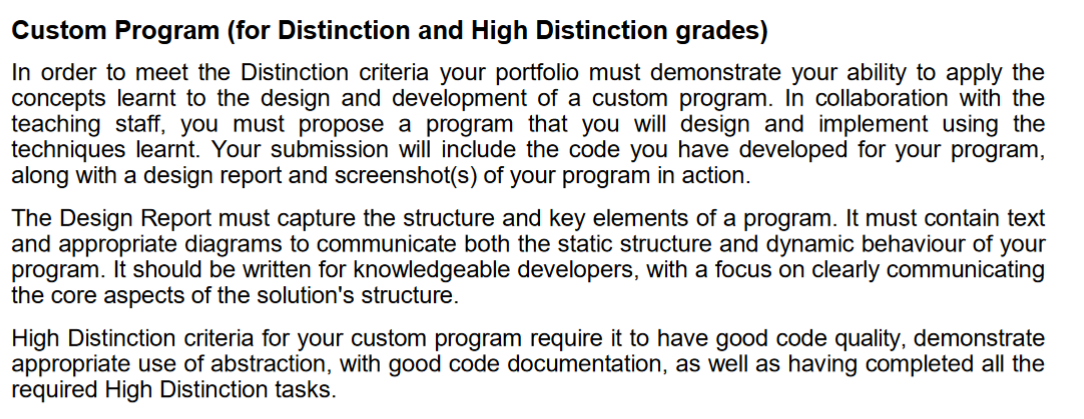 Custom Program (for Distinction and High Distinction grades)
In order to meet the Distinction criteria your portfolio must demonstrate your ability to apply the
concepts learnt to the design and development of a custom program. In collaboration with the
teaching staff, you must propose a program that you will design and implement using the
techniques learnt. Your submission will include the code you have developed for your program,
along with a design report and screenshot(s) of your program in action.
The Design Report must capture the structure and key elements of a program. It must contain text
and appropriate diagrams to communicate both the static structure and dynamic behaviour of your
program. It should be written for knowledgeable developers, with a focus on clearly communicating
the core aspects of the solution's structure.
High Distinction criteria for your custom program require it to have good code quality, demonstrate
appropriate use of abstraction, with good code documentation, as well as having completed all the
required High Distinction tasks.